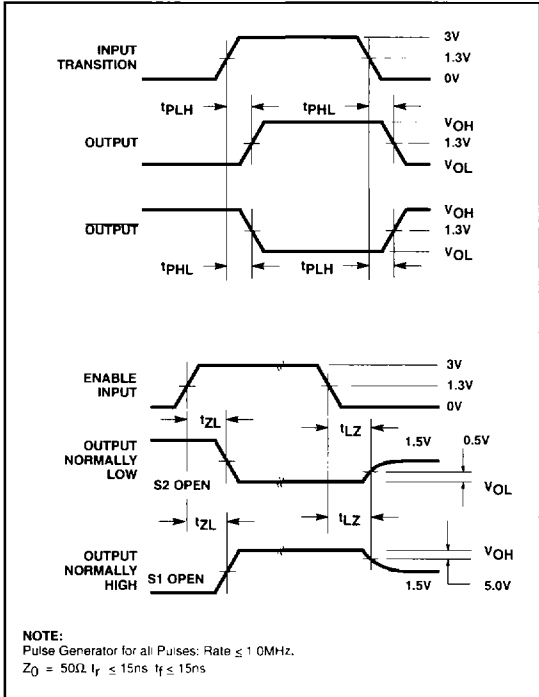 INPUT
TRANSITION
3V
1.3V
0V
tPLH
tPHL
OUTPUT
VOH
1.3V
VOL
OUTPUT
VOH
1.3V
VOL
tPHL
tPLH
ENABLE
INPUT
3V
1.3V
0V
tZL
tLZ
OUTPUT
NORMALLY
LOW
S2 OPEN
1.5V
0.5V
VOL
tZL
tLZ
OUTPUT
NORMALLY
HIGH
S1 OPEN
VOH
1.5V
5.0V
NOTE:
Pulse Generator for all Pulses: Rate ≤ 1 0MHz.
Z0 = 50Ω tr ≤ 15ns tf ≤ 15ns